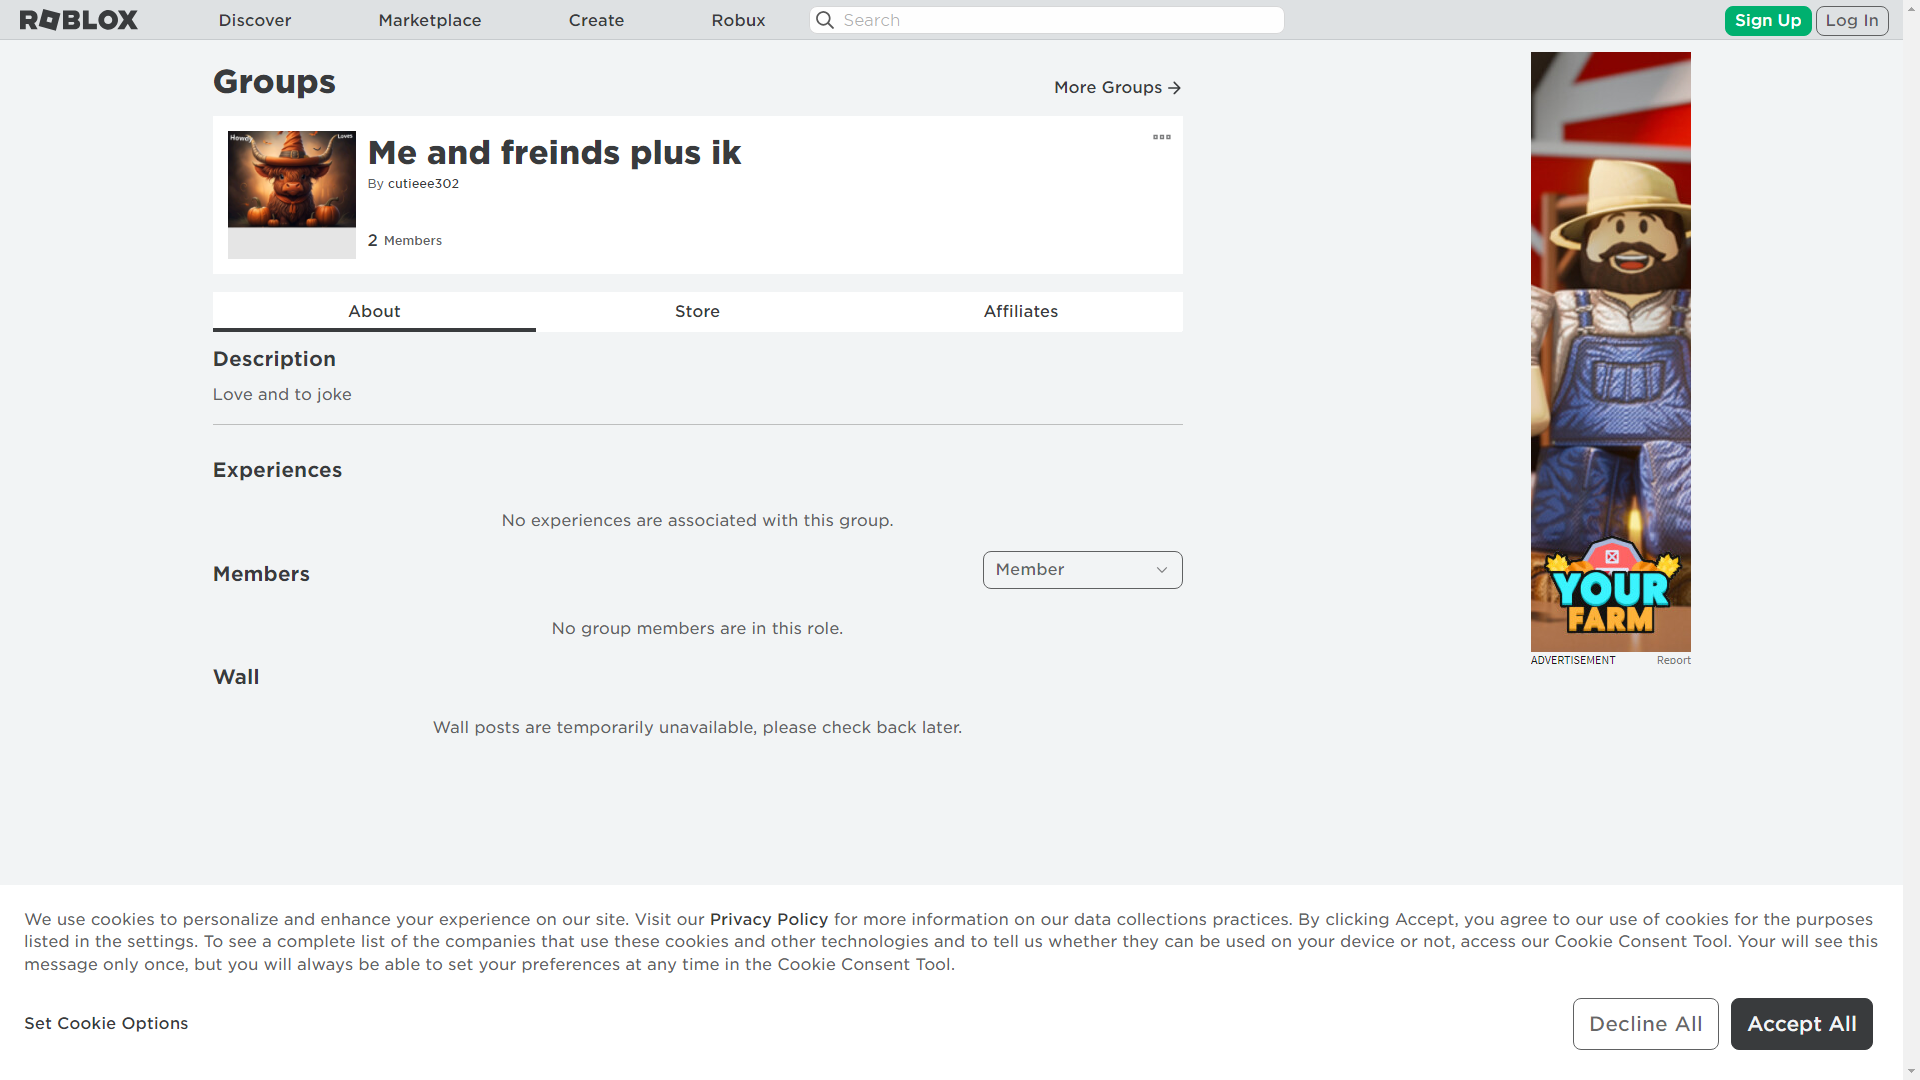 ROBLOX
Discover
Marketplace
Create
Robux
Search
Sign Up
Log In
Groups
More Groups
Howdy
Loves
Me and freinds plus ik
By cutieee302
2 Members
About
Store
Affiliates
Description
Love and to joke
Experiences
No experiences are associated with this group.
Members
Member
No group members are in this role.
Wall
Wall posts are temporarily unavailable, please check back later.
YOUR
FARM
ADVERTISEMENT
Report
We use cookies to personalize and enhance your experience on our site. Visit our Privacy Policy for more information on our data collections practices. By clicking Accept, you agree to our use of cookies for the purposes
listed in the settings. To see a complete list of the companies that use these cookies and other technologies and to tell us whether they can be used on your device or not, access our Cookie Consent Tool. Your will see this
message only once, but you will always be able to set your preferences at any time in the Cookie Consent Tool.
Set Cookie Options
Decline All
Accept All